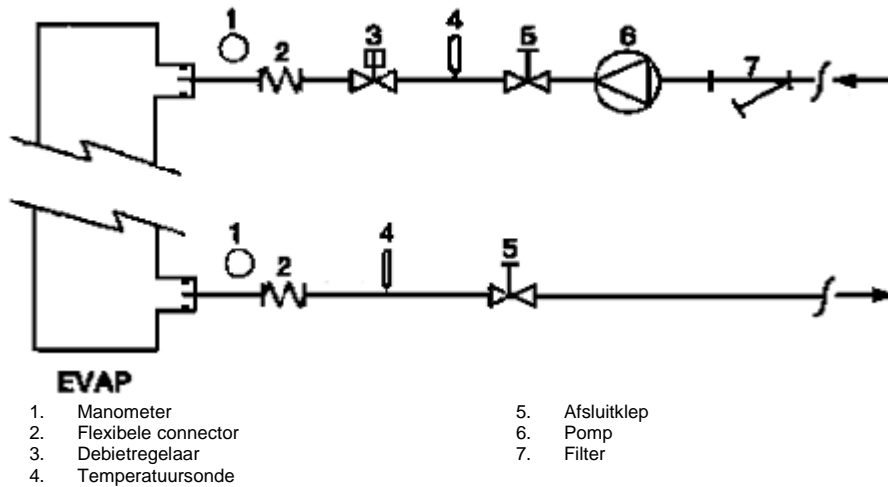 1
2
3
4
5
6
7
1
2
4
5
EVAP
1. Manometer
2. Flexibele connector
3. Debietregelaar
4. Temperatuursonde
5. Afsluitklep
6. Pomp
7. Filter